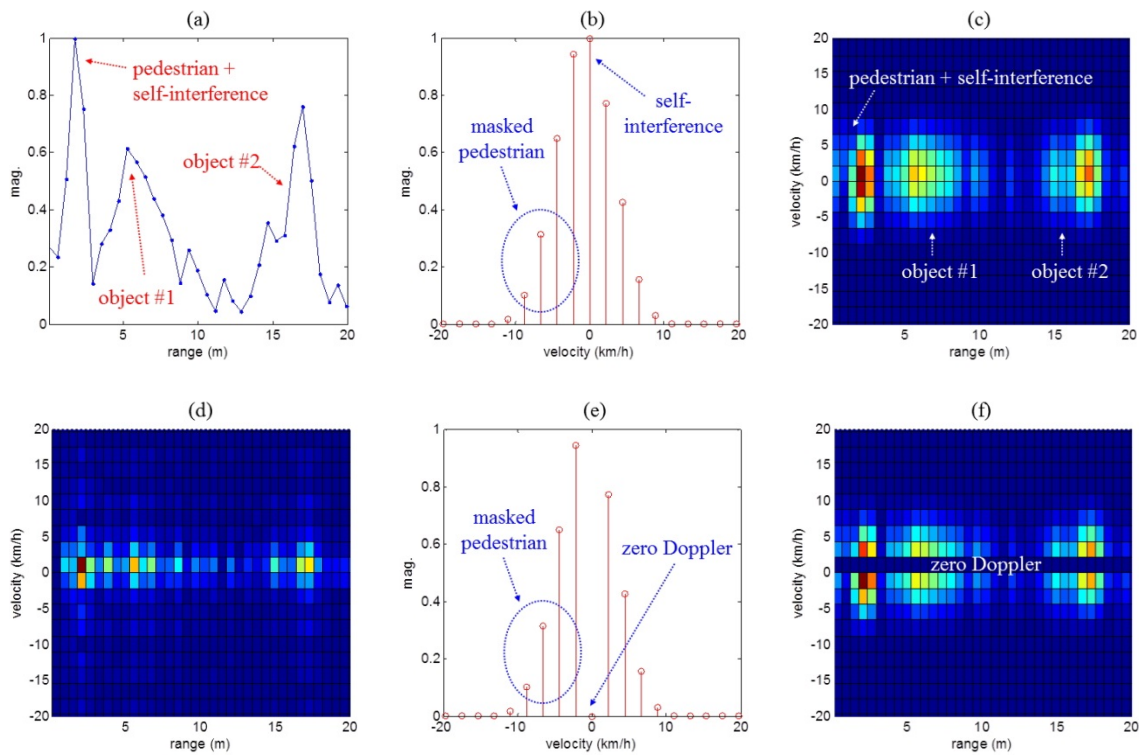 (a)
1
0.8
0.6
0.4
0.2
0
mag.
pedestrian +
self-interference
object #2
object #1
0
5
10
15
20
range (m)
(b)
1
0.8
0.6
0.4
0.2
0
mag.
self-
interference
masked
pedestrian
-20
-10
0
10
20
velocity (km/h)
(c)
20
15
10
5
0
-5
-10
-15
-20
velocity (km/h)
pedestrian + self-interference
object #1
object #2
5
10
15
20
range (m)
(d)
20
15
10
5
0
-5
-10
-15
-20
velocity (km/h)
5
10
15
20
range (m)
(e)
1
0.8
0.6
0.4
0.2
0
mag.
masked
pedestrian
zero Doppler
-20
-10
0
10
20
velocity (km/h)
(f)
20
15
10
5
0
-5
-10
-15
-20
velocity (km/h)
zero Doppler
5
10
15
20
range (m)